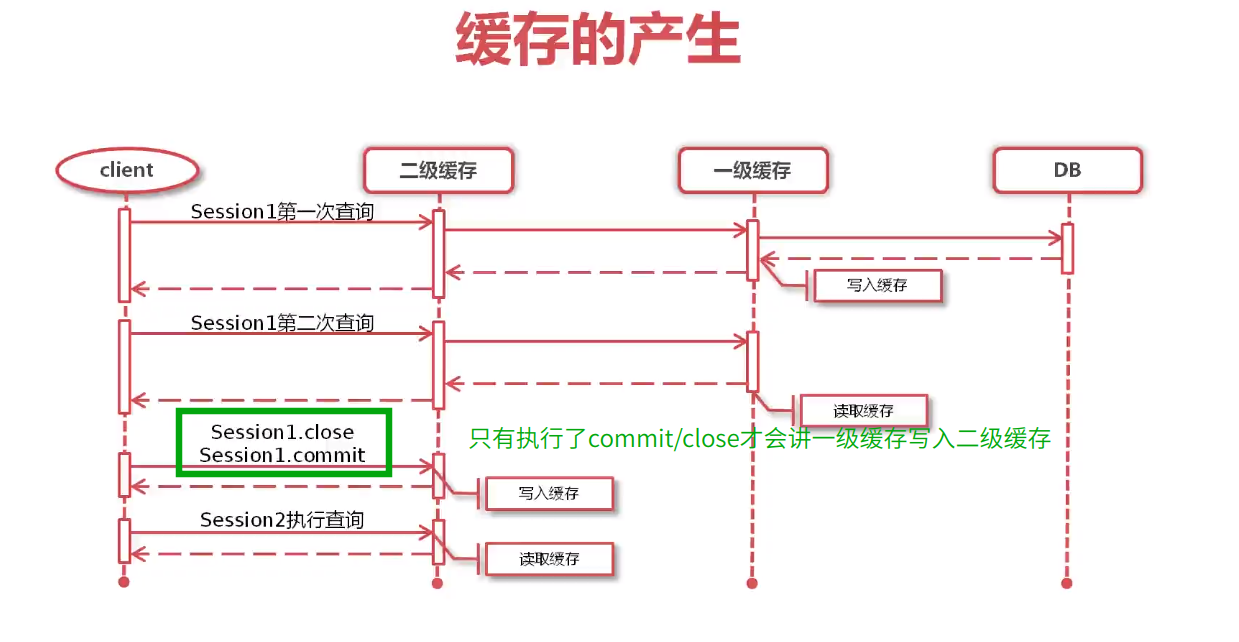 缓存的产生
client
二级缓存
一级缓存
DB
Session1第一次查询
写入缓存
Session1第二次查询
读取缓存
Session1.close
Session1.commit
只有执行了commit/close才会讲一级缓存写入二级缓存
写入缓存
Session2执行查询
读取缓存